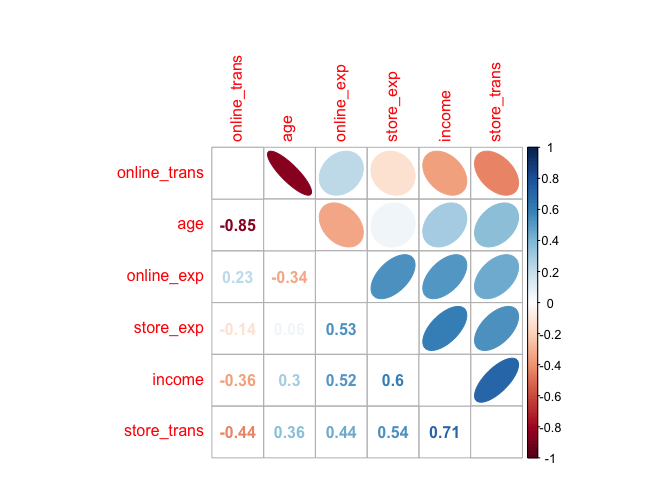 online_trans
age
online_exp
store_exp
income
store_trans
online_trans
age -0.85
online_exp 0.23 -0.34
store_exp -0.14 0.06 0.53
income -0.36 0.3 0.52 0.6
store_trans -0.44 0.36 0.44 0.54 0.71
1
0.8
0.6
0.4
0.2
0
-0.2
-0.4
-0.6
-0.8
-1